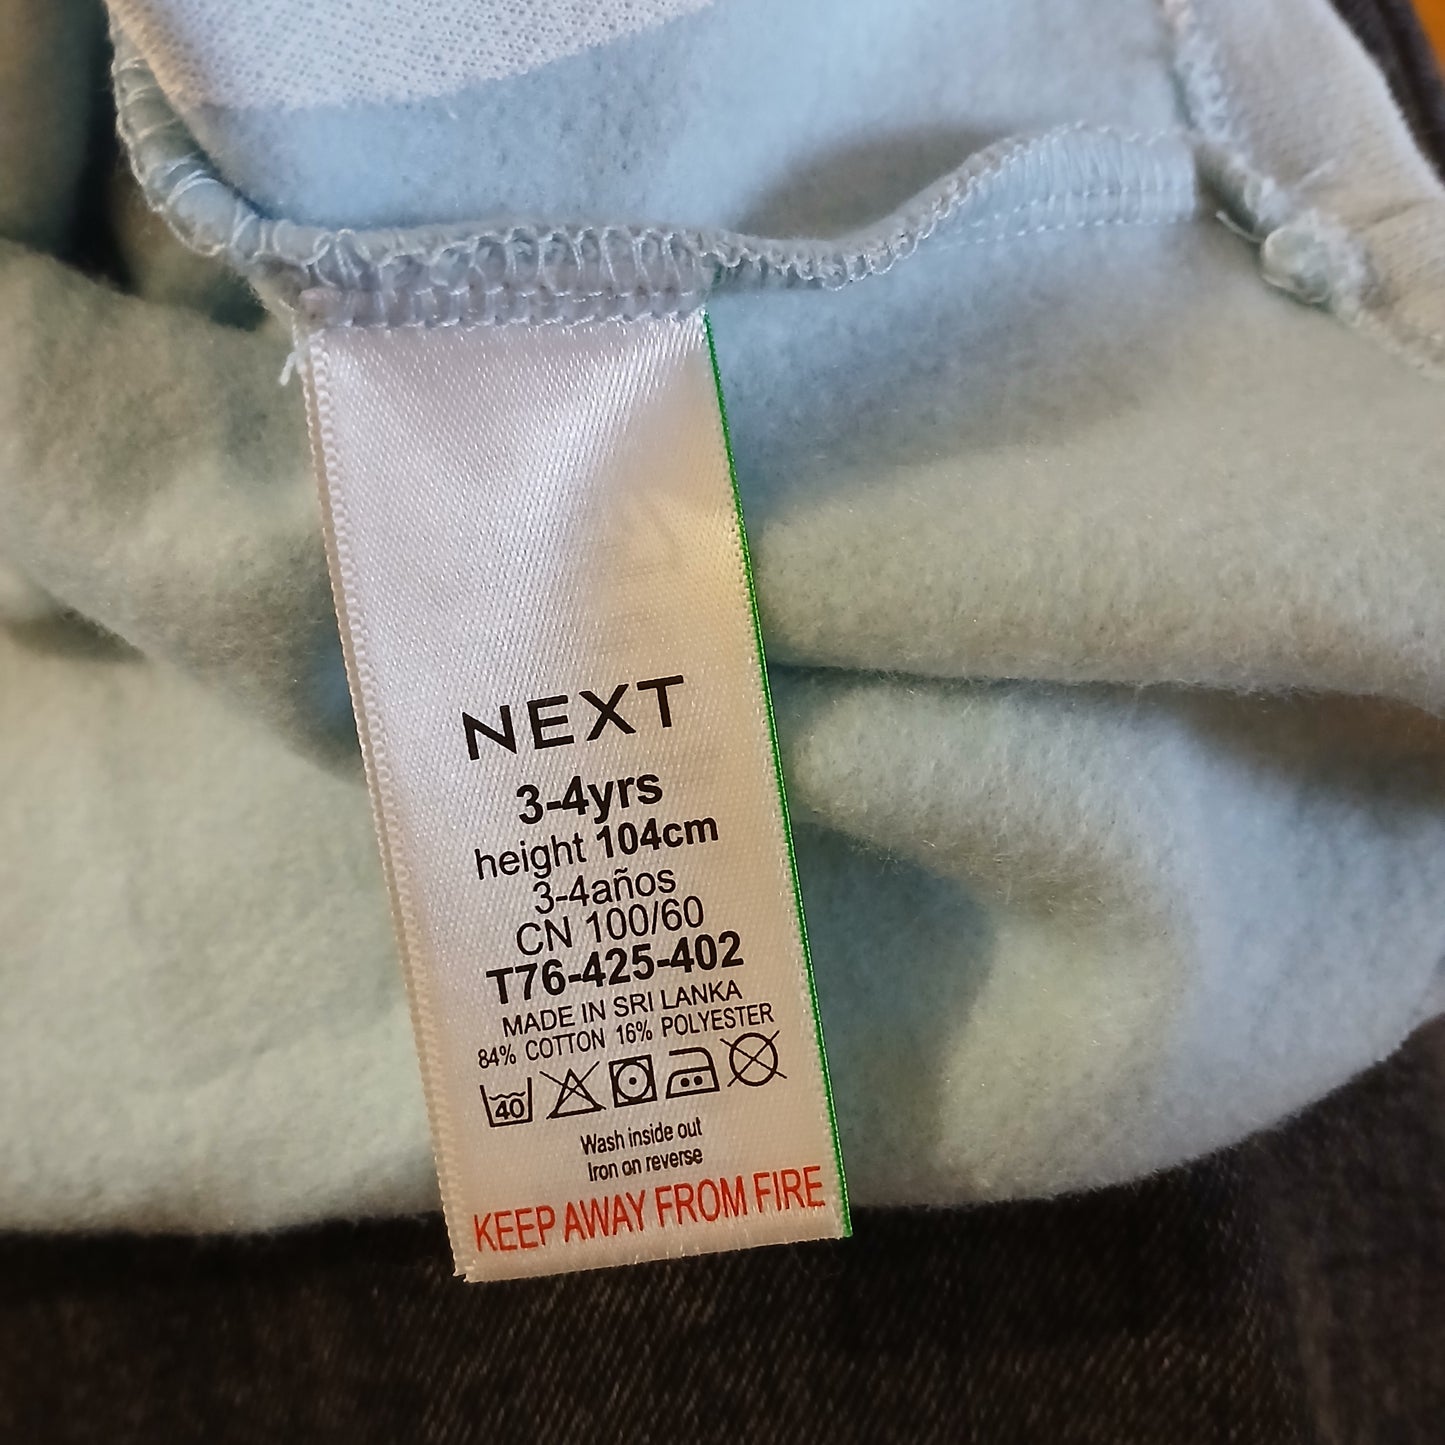 NEXT
3-4yrs
height 104cm
3-4años
CN 100/60
T76-425-402
MADE IN SRI LANKA
84% COTTON 16% POLYESTER
40
Wash inside out
Iron on reverse
KEEP AWAY FROM FIRE